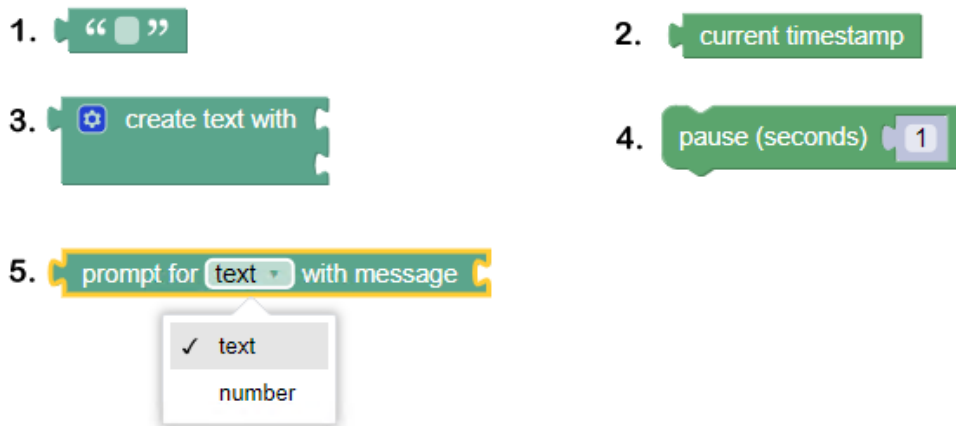 1. “ ”
2. current timestamp
3. create text with
4. pause (seconds) 1
5. prompt for text ▾ with message
✓ text
number